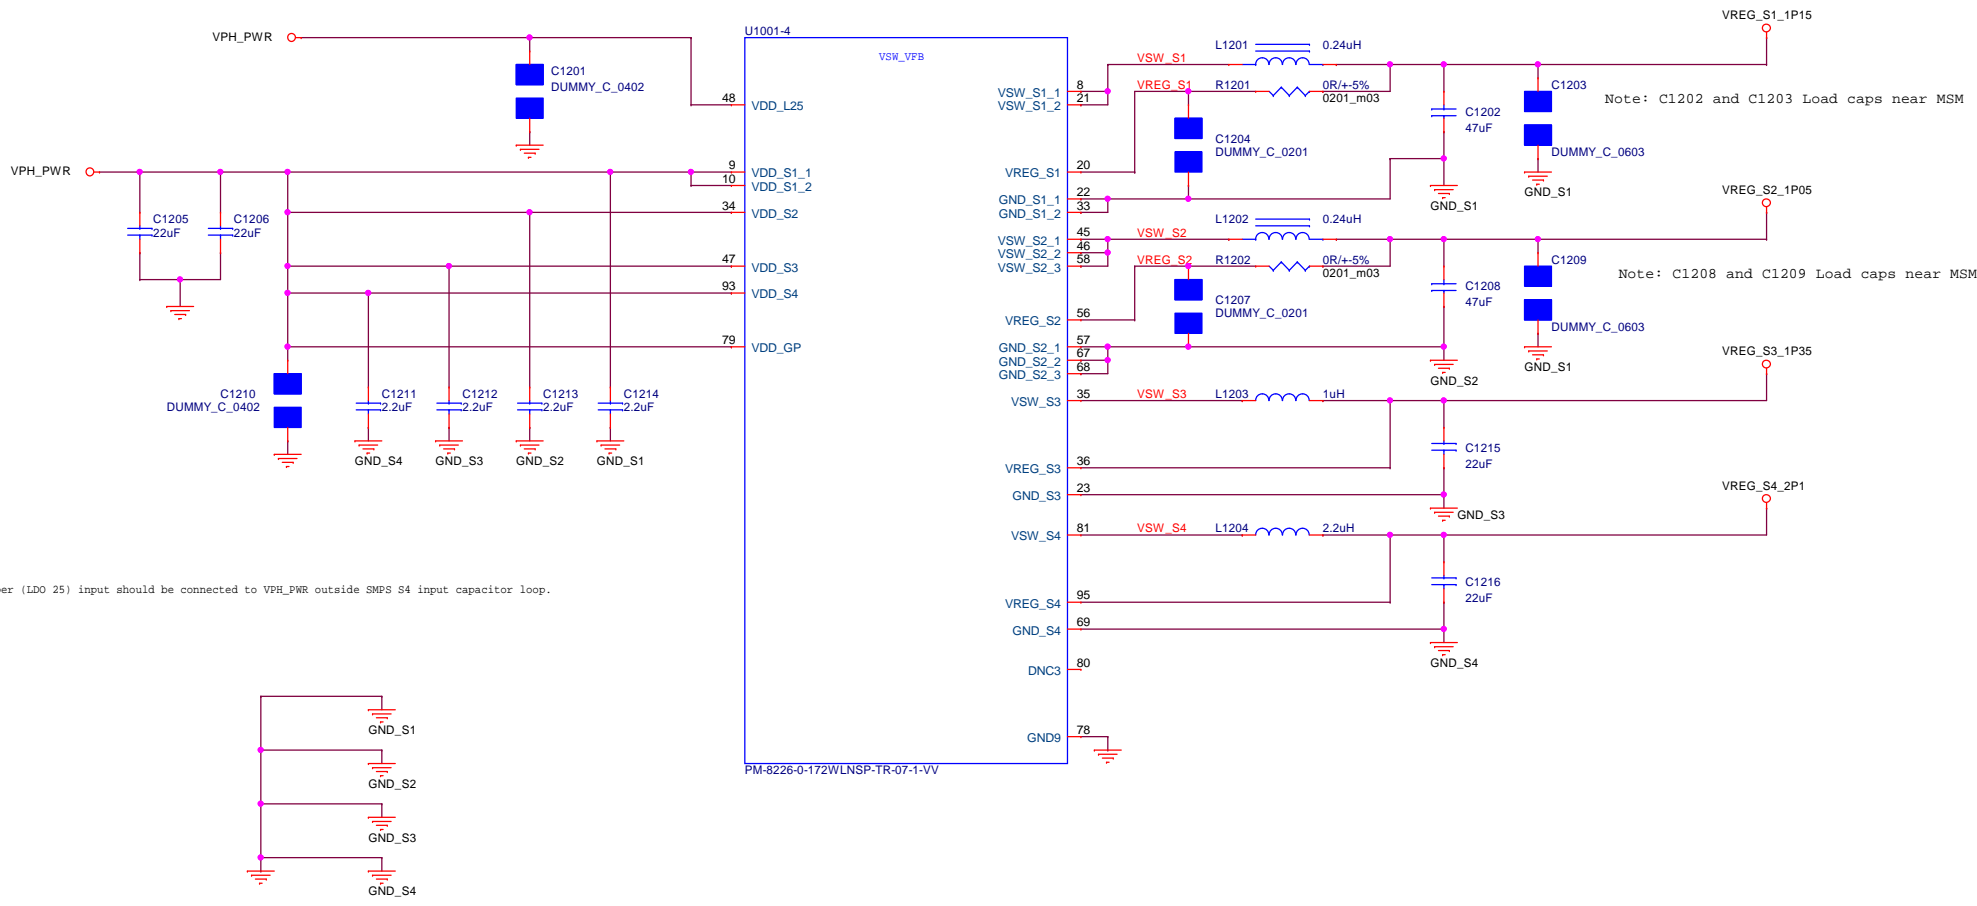 VREG_S1_1P15
U1001-4
VPH_PWR
VSW_VFB
L1201 0.24uH
C1201
DUMMY_C_0402
VSW_S1
VREG_S1
R1201 0R/+-5%
0201_m03
48 VDD_L25
VSW_S1_1 8
VSW_S1_2 21
C1202
47uF
C1203
DUMMY_C_0603
Note: C1202 and C1203 Load caps near MSM
C1204
DUMMY_C_0201
VPH_PWR
9 VDD_S1_1
10 VDD_S1_2
VREG_S1 20
GND_S1_1 22
GND_S1_2 33
GND_S1
GND_S1
VREG_S2_1P05
34 VDD_S2
C1205
22uF
C1206
22uF
L1202 0.24uH
VSW_S2
VSW_S2_1 45
VSW_S2_2 46
VSW_S2_3 58
VREG_S2
R1202 0R/+-5%
0201_m03
47 VDD_S3
93 VDD_S4
C1207
DUMMY_C_0201
C1208
47uF
C1209
DUMMY_C_0603
Note: C1208 and C1209 Load caps near MSM
VREG_S2 56
79 VDD_GP
GND_S2_1 57
GND_S2_2 67
GND_S2_3 68
GND_S2
GND_S1
VREG_S3_1P35
C1210
DUMMY_C_0402
C1211
2.2uF
C1212
2.2uF
C1213
2.2uF
C1214
2.2uF
GND_S4
GND_S3
GND_S2
GND_S1
VSW_S3 35
VSW_S3
L1203 1uH
C1215
22uF
VREG_S3 36
GND_S3 23
GND_S3
VREG_S4_2P1
VSW_S4 81
VSW_S4
L1204 2.2uH
C1216
22uF
VREG_S4 95
GND_S4 69
GND_S4
er (LDO 25) input should be connected to VPH_PWR outside SMPS S4 input capacitor loop.
DNC3 80
GND9 78
PM-8226-0-172WLNSP-TR-07-1-VV
GND_S1
GND_S2
GND_S3
GND_S4